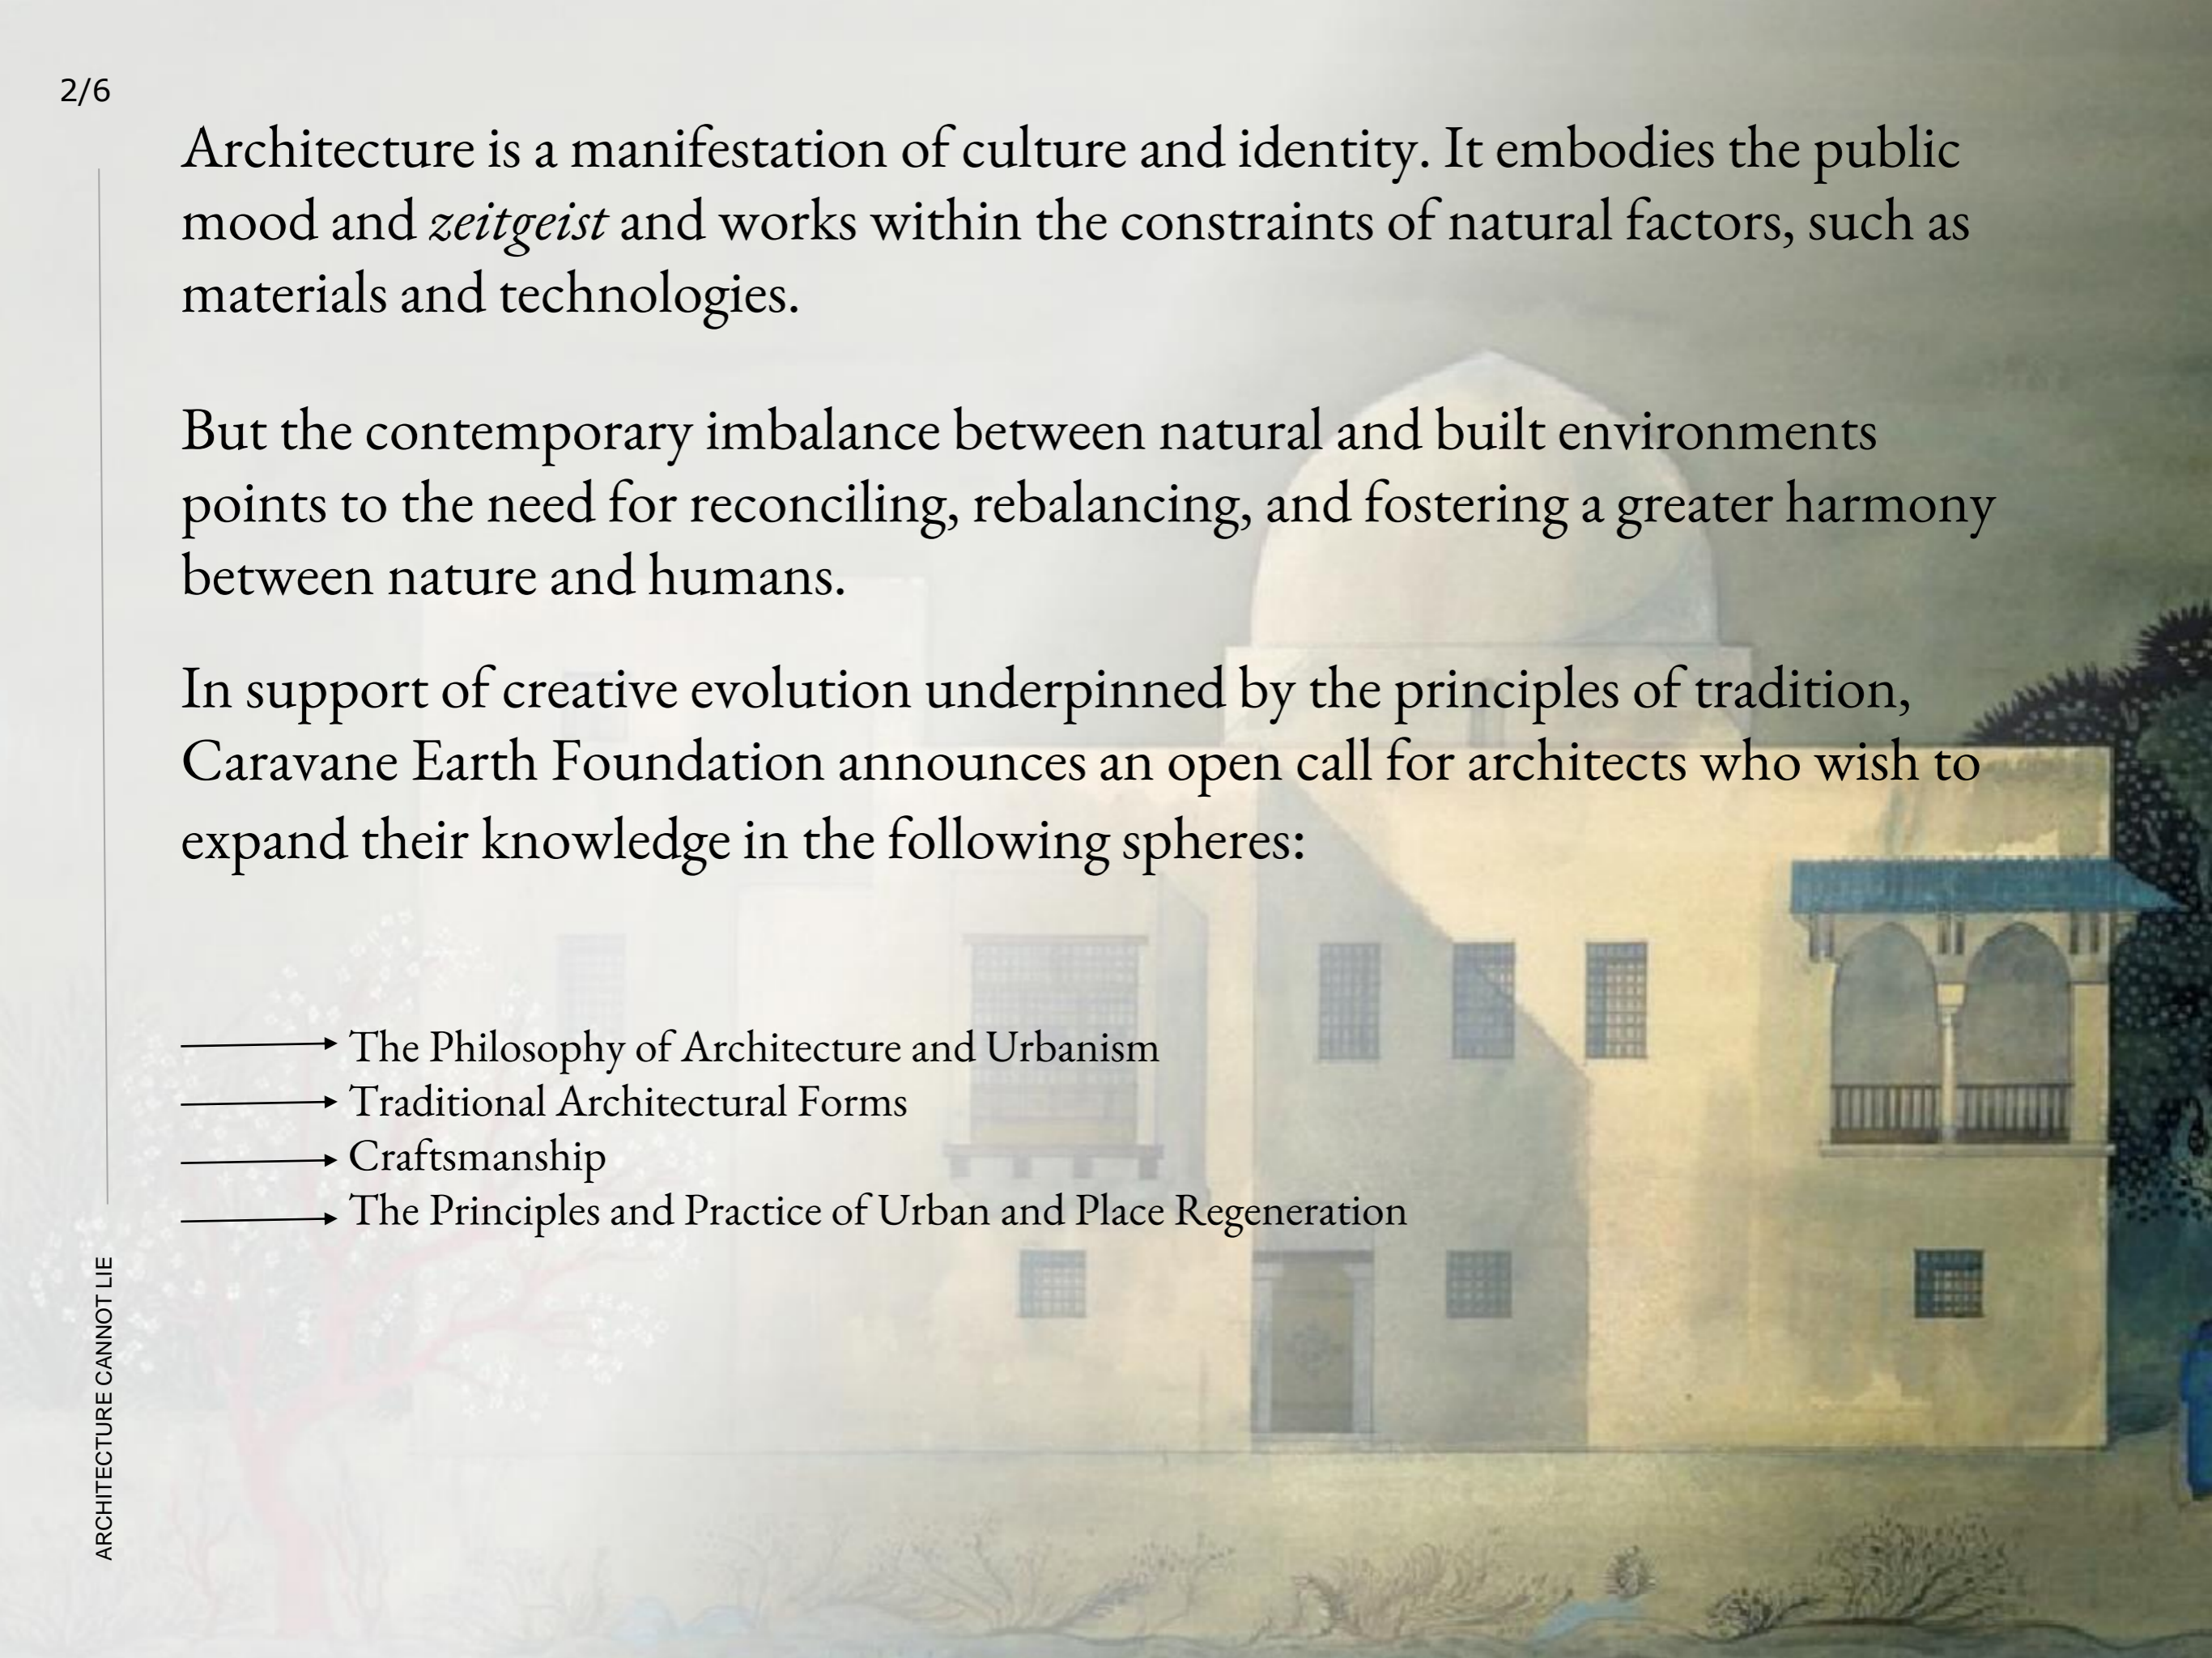 2/6
Architecture is a manifestation of culture and identity. It embodies the public
mood and zeitgeist and works within the constraints of natural factors, such as
materials and technologies.
But the contemporary imbalance between natural and built environments
points to the need for reconciling, rebalancing, and fostering a greater harmony
between nature and humans.
In support of creative evolution underpinned by the principles of tradition,
Caravane Earth Foundation announces an open call for architects who wish to
expand their knowledge in the following spheres:
The Philosophy of Architecture and Urbanism
Traditional Architectural Forms
Craftsmanship
The Principles and Practice of Urban and Place Regeneration
ARCHITECTURE CANNOT LIE